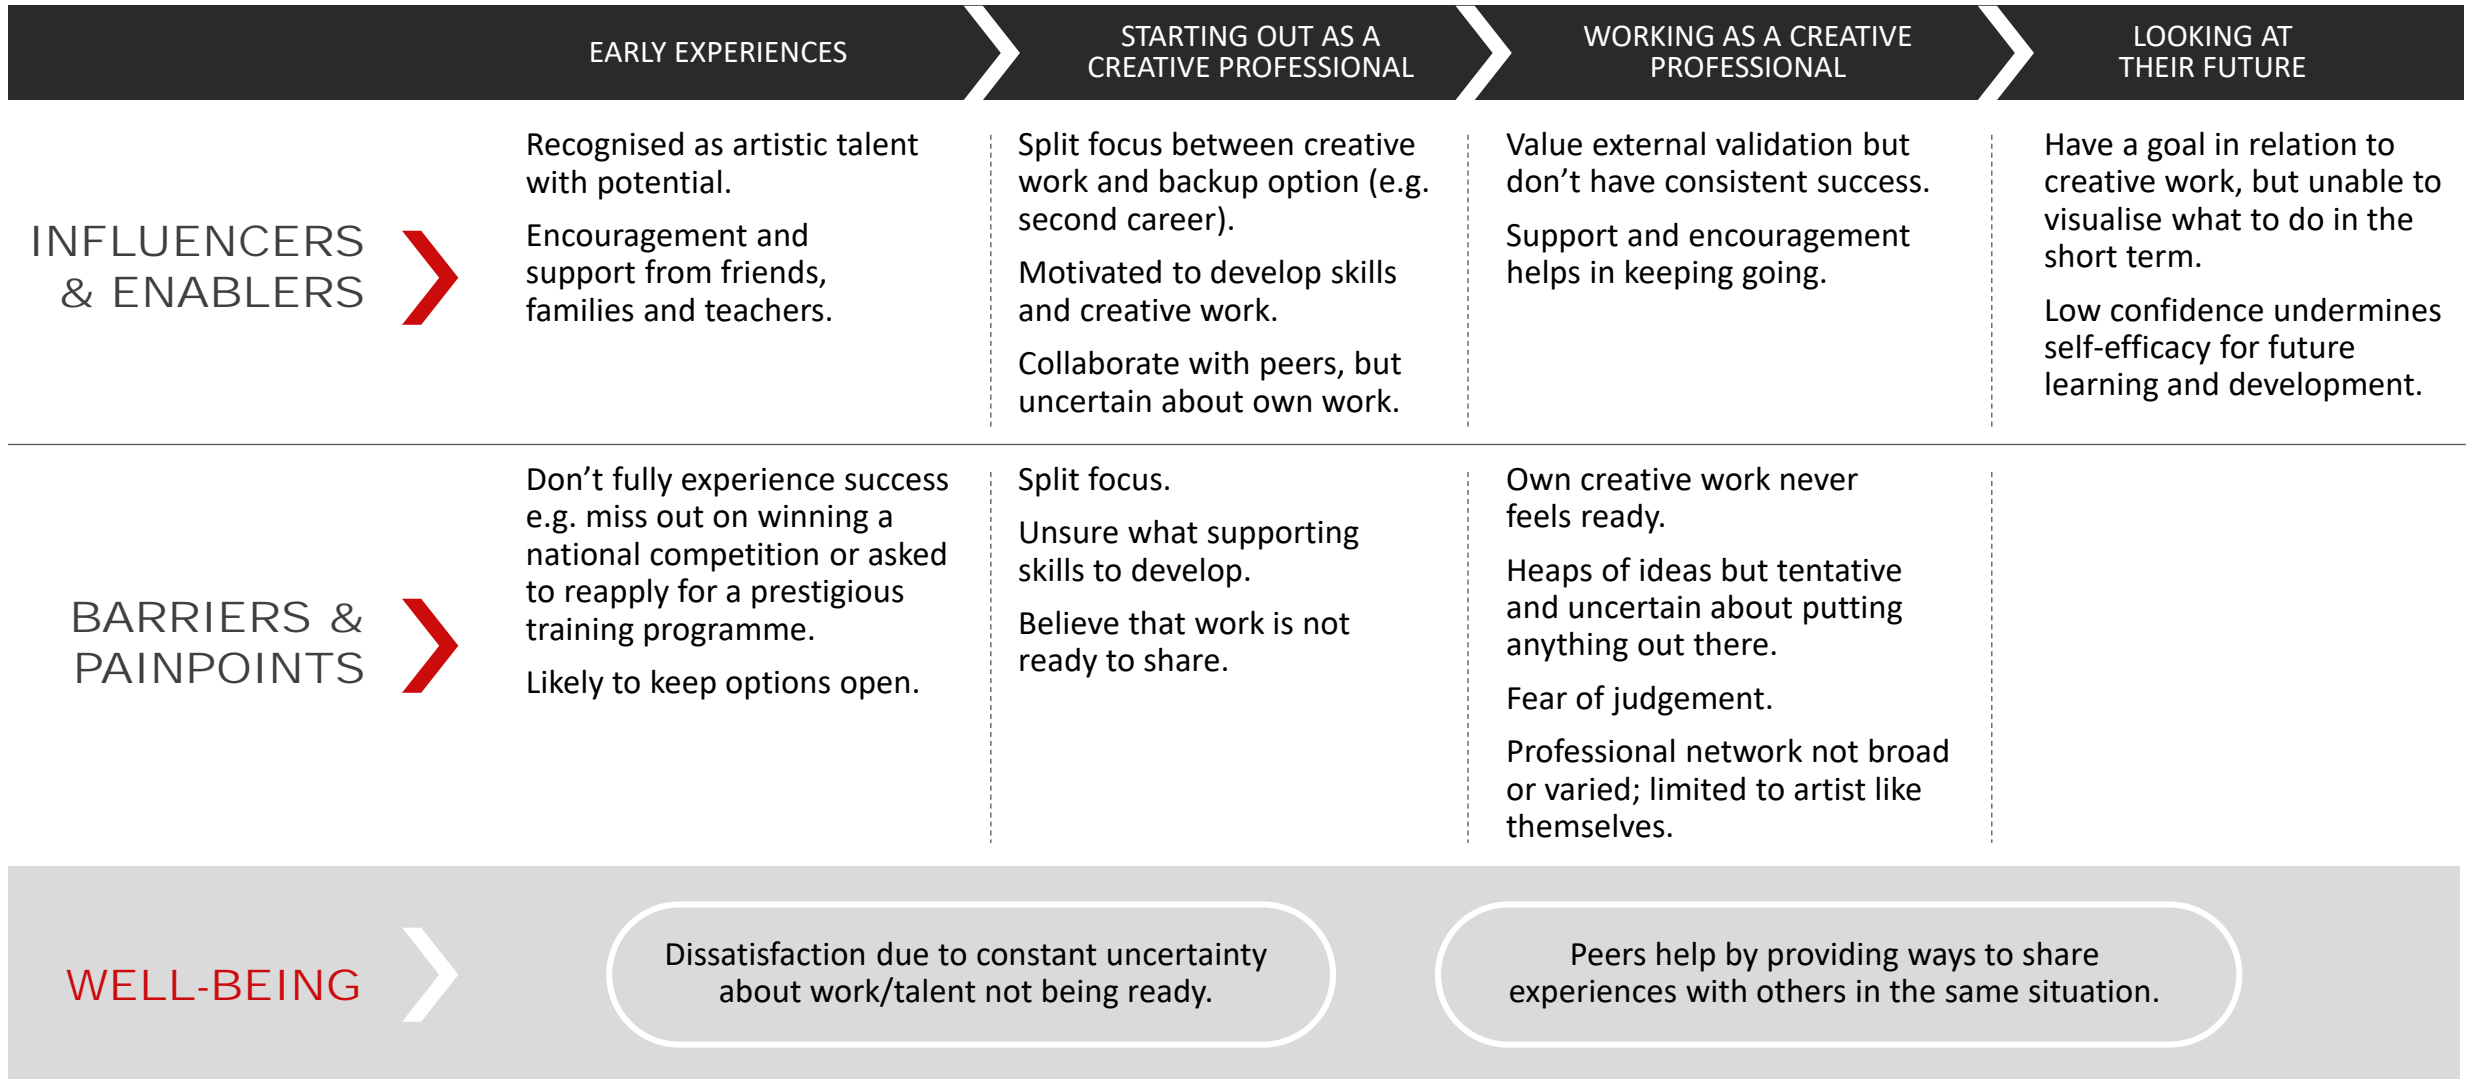 EARLY EXPERIENCES
STARTING OUT AS A
CREATIVE PROFESSIONAL
WORKING AS A CREATIVE
PROFESSIONAL
LOOKING AT
THEIR FUTURE
INFLUENCERS
& ENABLERS
Recognised as artistic talent
with potential.
Encouragement and
support from friends,
families and teachers.
Split focus between creative
work and backup option (e.g.
second career).
Motivated to develop skills
and creative work.
Collaborate with peers, but
uncertain about own work.
Value external validation but
don’t have consistent success.
Support and encouragement
helps in keeping going.
Have a goal in relation to
creative work, but unable to
visualise what to do in the
short term.
Low confidence undermines
self-efficacy for future
learning and development.
BARRIERS &
PAINPOINTS
Don’t fully experience success
e.g. miss out on winning a
national competition or asked
to reapply for a prestigious
training programme.
Likely to keep options open.
Split focus.
Unsure what supporting
skills to develop.
Believe that work is not
ready to share.
Own creative work never
feels ready.
Heaps of ideas but tentative
and uncertain about putting
anything out there.
Fear of judgement.
Professional network not broad
or varied; limited to artist like
themselves.
WELL-BEING
Dissatisfaction due to constant uncertainty
about work/talent not being ready.
Peers help by providing ways to share
experiences with others in the same situation.